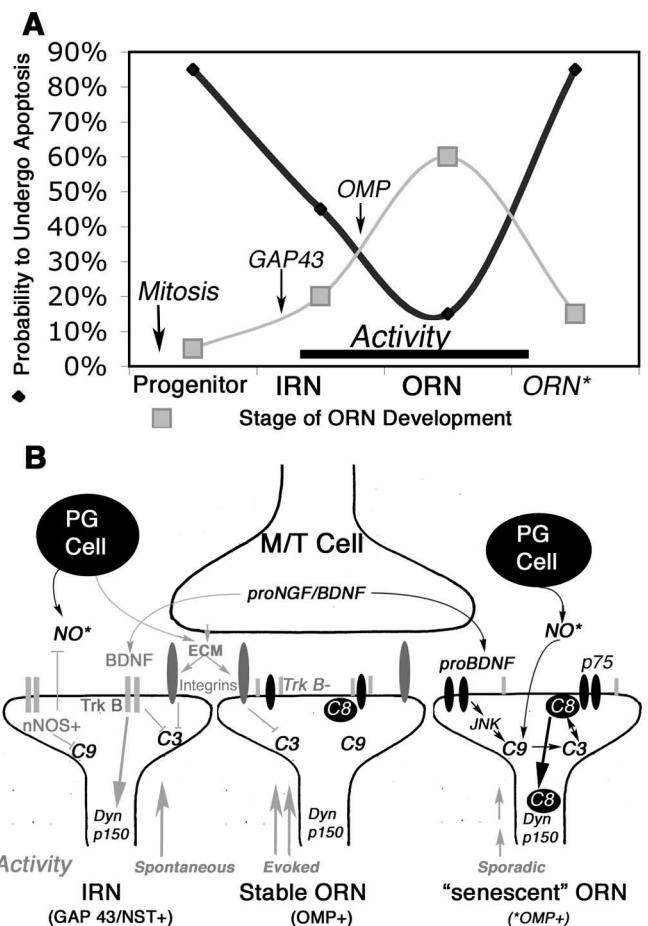 A
90%
80%
70%
60%
50%
40%
30%
20%
10%
0%
Probability to Undergo Apoptosis
OMP
GAP43
Mitosis
Activity
Progenitor IRN ORN ORN*
Stage of ORN Development
B
PG
Cell
M/T Cell
PG
Cell
proNGF/BDNF
NO*
NO*
BDNF
ECM
proBDNF
p75
Trk B
Integrins
Trk B-
nNOS+
C8
C8
JNK
C9
C3
C3
C9
C9
C3
C8
Dyn
p150
Dyn
p150
Dyn
p150
Activity
Spontaneous
Evoked
Sporadic
IRN
Stable ORN
"senescent" ORN
(GAP 43/NST+)
(OMP+)
(*OMP+)